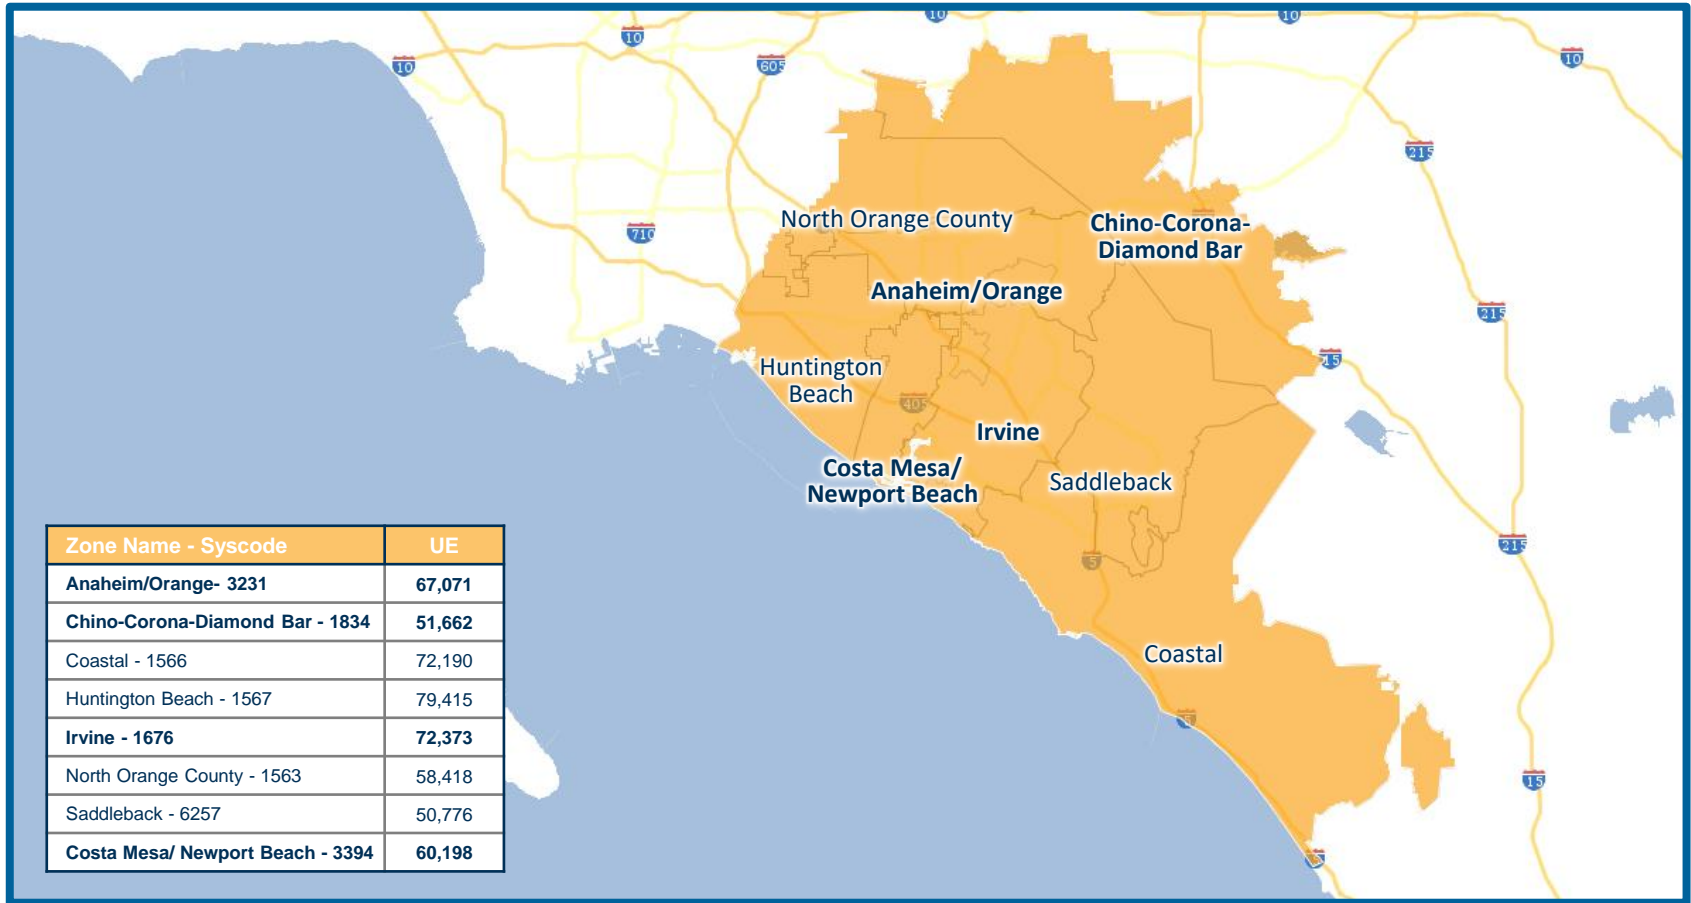 10
10
10
10
10
605
215
North Orange County
Chino-Corona-
Diamond Bar
710
Anaheim/Orange
215
Huntington
Beach
15
405
Irvine
Costa Mesa/
Newport Beach
Saddleback
215
5
Coastal
5
15
5
Zone Name - Syscode UE
Anaheim/Orange- 3231 67,071
Chino-Corona-Diamond Bar - 1834 51,662
Coastal - 1566 72,190
Huntington Beach - 1567 79,415
Irvine - 1676 72,373
North Orange County - 1563 58,418
Saddleback - 6257 50,776
Costa Mesa/ Newport Beach - 3394 60,198